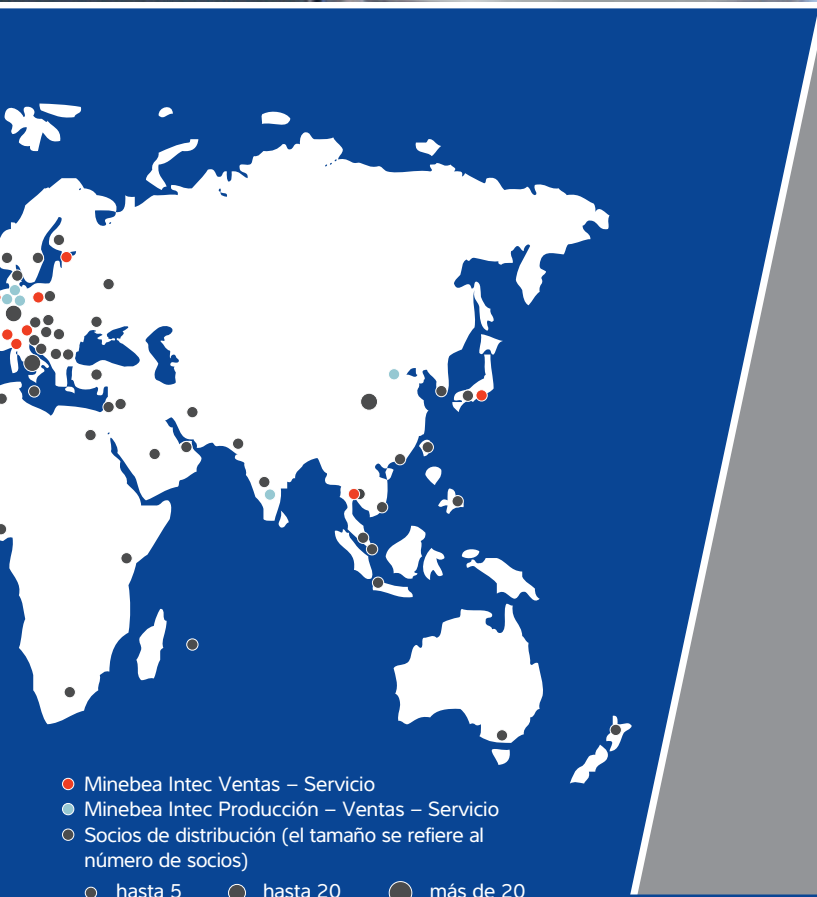 Minebea Intec Ventas – Servicio
Minebea Intec Producción – Ventas – Servicio
Socios de distribución (el tamaño se refiere al
número de socios)
hasta 5 hasta 20 más de 20